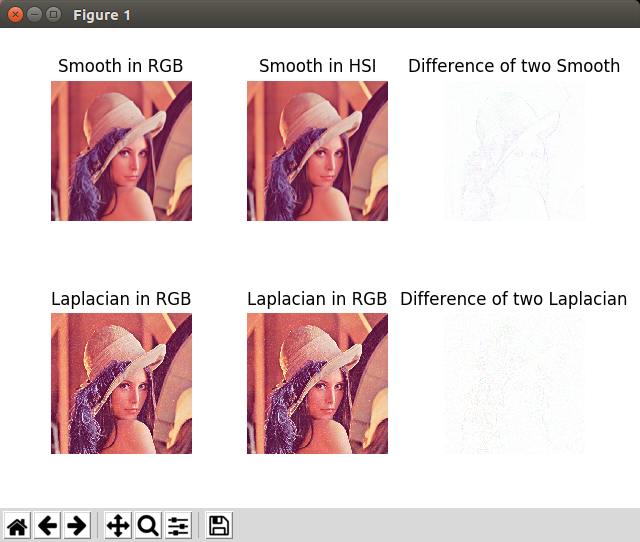 Figure 1
Smooth in RGB
Smooth in HSI
Difference of two Smooth
Laplacian in RGB
Laplacian in RGB
Difference of two Laplacian